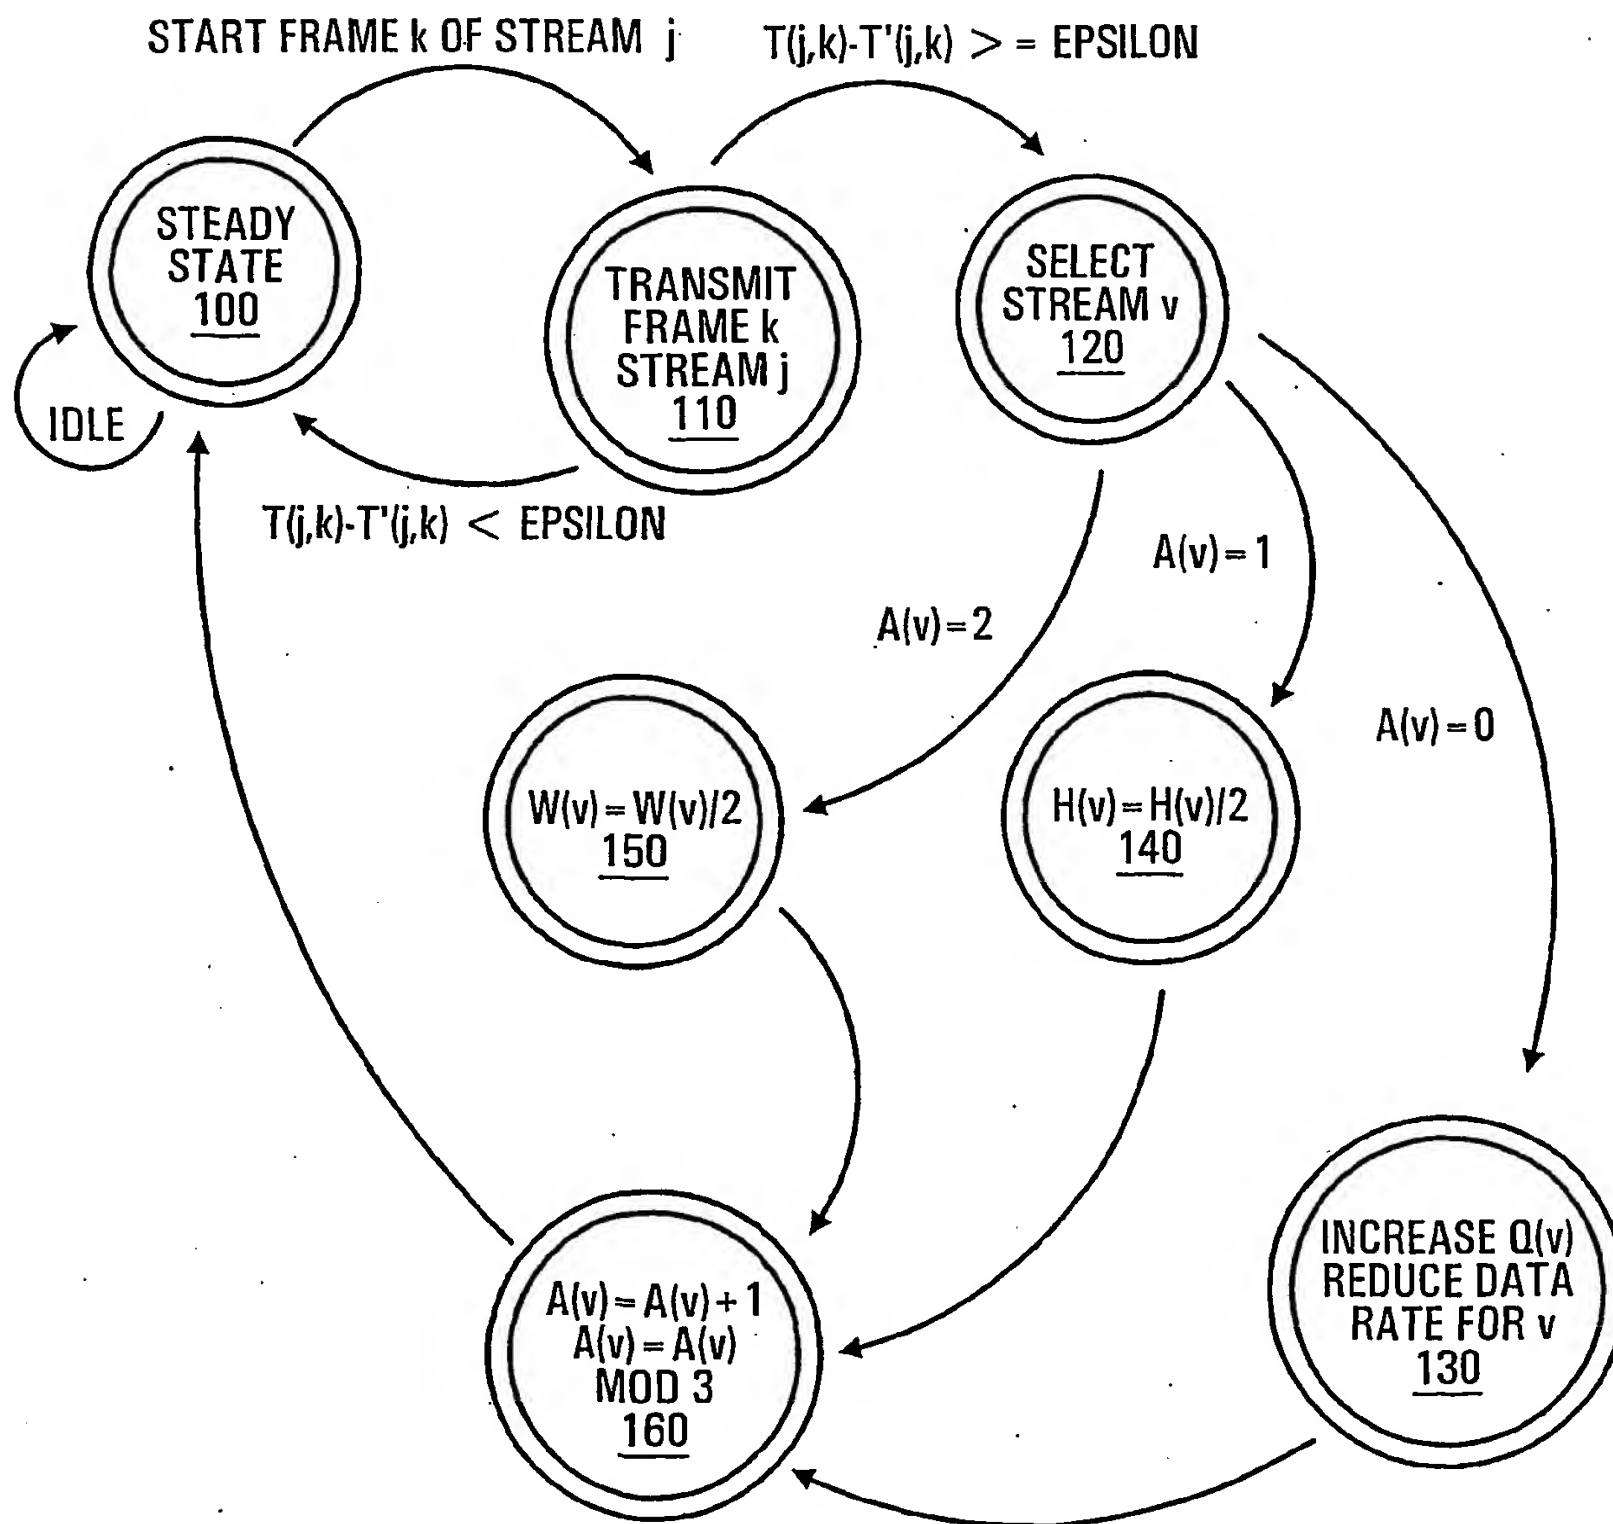 START FRAME k OF STREAM j
T(j,k)-T'(j,k) > = EPSILON
STEADY
STATE
100
IDLE
TRANSMIT
FRAME k
STREAM j
110
SELECT
STREAM v
120
T(j,k)-T'(j,k) < EPSILON
A(v)=1
A(v)=2
A(v)=0
W(v)=W(v)/2
150
H(v)=H(v)/2
140
A(v)=A(v)+1
A(v)=A(v)
MOD 3
160
INCREASE Q(v)
REDUCE DATA
RATE FOR v
130